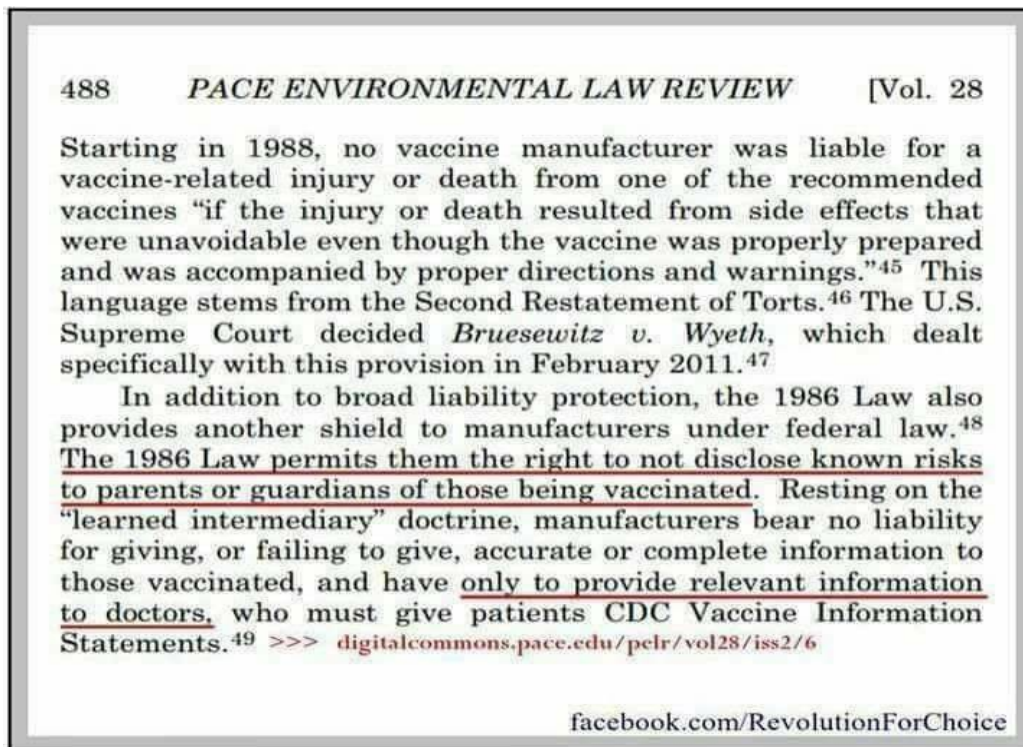 488 PACE ENVIRONMENTAL LAW REVIEW [Vol. 28
Starting in 1988, no vaccine manufacturer was liable for a
vaccine-related injury or death from one of the recommended
vaccines “if the injury or death resulted from side effects that
were unavoidable even though the vaccine was properly prepared
and was accompanied by proper directions and warnings.”45 This
language stems from the Second Restatement of Torts.46 The U.S.
Supreme Court decided Bruesewitz v. Wyeth, which dealt
specifically with this provision in February 2011.47
In addition to broad liability protection, the 1986 Law also
provides another shield to manufacturers under federal law.48
The 1986 Law permits them the right to not disclose known risks
to parents or guardians of those being vaccinated. Resting on the
“learned intermediary” doctrine, manufacturers bear no liability
for giving, or failing to give, accurate or complete information to
those vaccinated, and have only to provide relevant information
to doctors, who must give patients CDC Vaccine Information
Statements.49 >>> digitalcommons.pace.edu/pelr/vol28/iss2/6
facebook.com/RevolutionForChoice